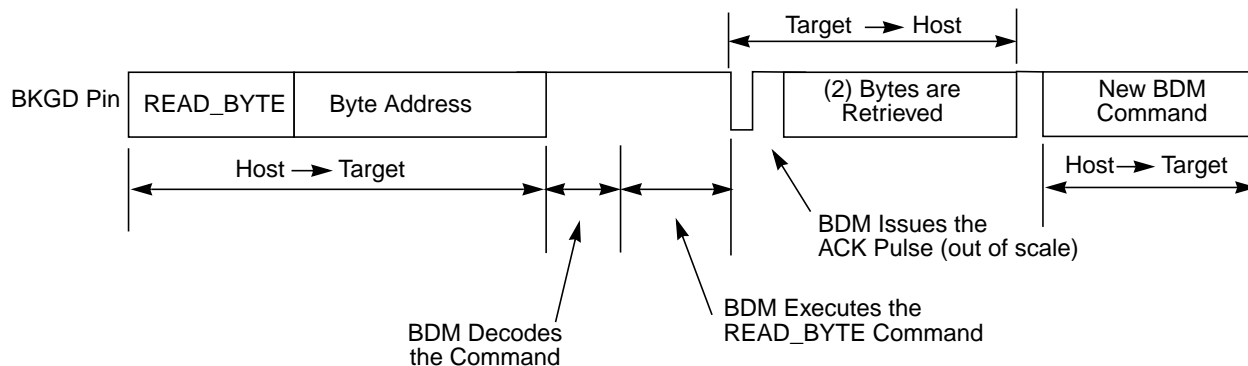 Target → Host
BKGD Pin
READ_BYTE
Byte Address
(2) Bytes are
Retrieved
New BDM
Command
Host → Target
Host → Target
BDM Issues the
ACK Pulse (out of scale)
BDM Decodes
the Command
BDM Executes the
READ_BYTE Command